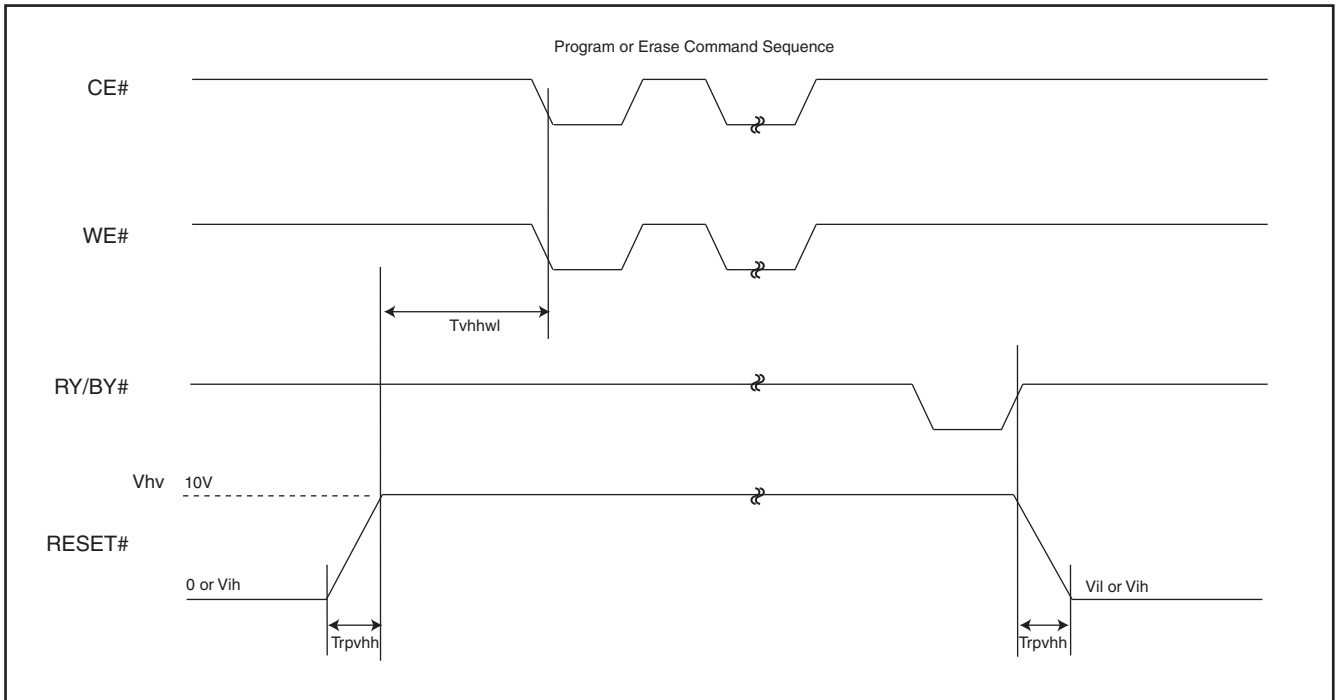 Program or Erase Command Sequence
CE#
WE#
Tvhhwl
RY/BY#
Vhv 10V
RESET#
0 or Vih
Vil or Vih
Trpvhh
Trpvhh